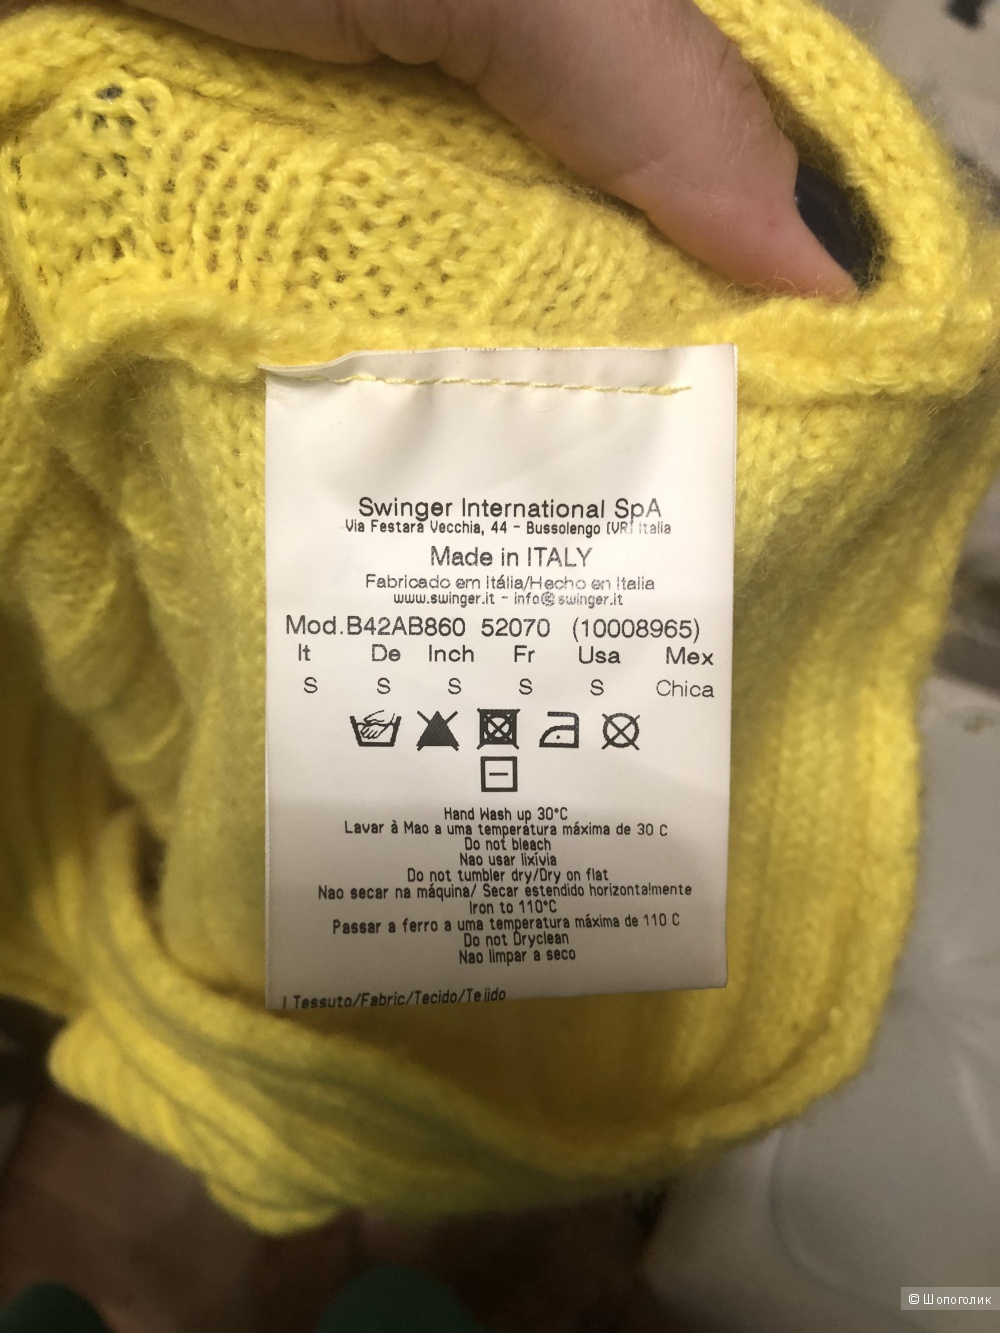 Swinger International SpA
Via Festara Vecchia, 44 - Bussolengo (VR) Italia
Made in ITALY
Fabricado em Itália/Hecho en Italia
www.swinger.it - info@swinger.it
Mod.B42AB860 52070 (10008965)
It De Inch Fr Usa Mex
S S S S S Chica
Hand Wash up 30°C
Lavar à Mao a uma temperatura máxima de 30 C
Do not bleach
Nao usar lixívia
Do not tumbler dry/Dry on flat
Nao secar na máquina/ Secar estendido horizontalmente
Iron to 110°C
Passar a ferro a uma temperatura máxima de 110 C
Do not Dryclean
Nao limpar a seco
Tessuto/Fabric/Tecido/Tejido
© Шопоголик